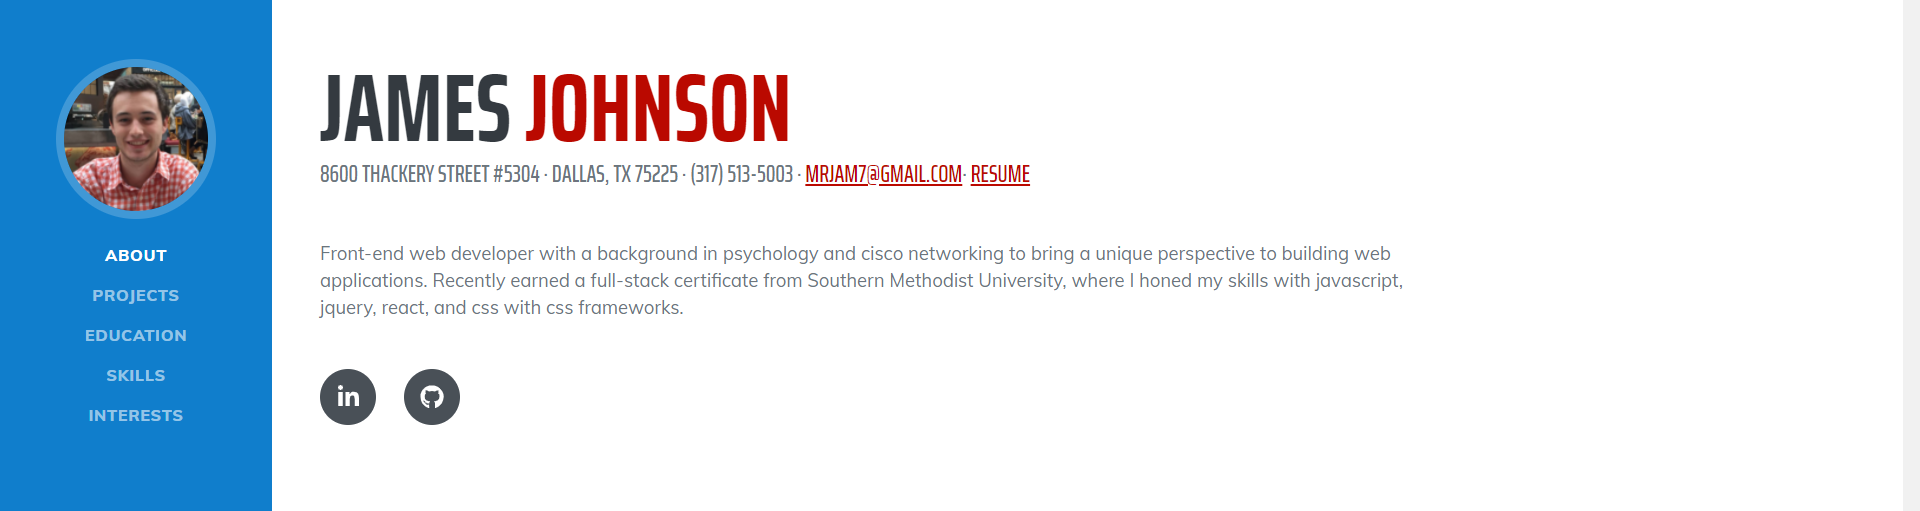 ABOUT
PROJECTS
EDUCATION
SKILLS
INTERESTS
JAMES JOHNSON
8600 THACKERY STREET #5304 · DALLAS, TX 75225 · (317) 513-5003 · MRJAM7@GMAIL.COM· RESUME
Front-end web developer with a background in psychology and cisco networking to bring a unique perspective to building web
applications. Recently earned a full-stack certificate from Southern Methodist University, where I honed my skills with javascript,
jquery, react, and css with css frameworks.
in